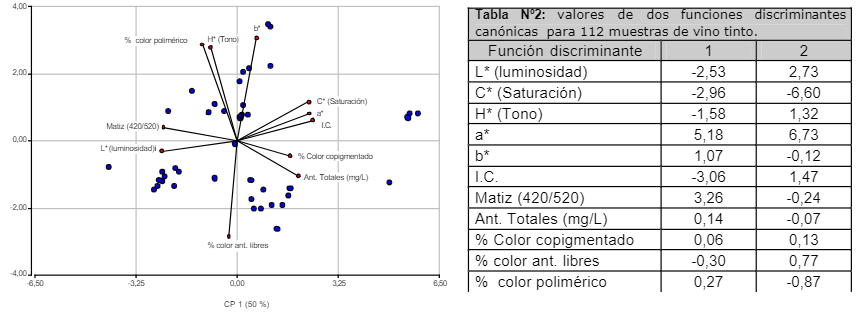 4,00
2,00
0,00
-2,00
-4,00
-6,50
-3,25
0,00
3,25
6,50
CP 1 (50 %)
b*
% color polimérico
H* (Tono)
C* (Saturación)
a*
I.C.
Matiz (420/520)
L* (luminosidad)
% Color copigmentado
Ant. Totales (mg/L)
% color ant. libres
Tabla Nº2: valores de dos funciones discriminantes
canónicas para 112 muestras de vino tinto.
Función discriminante 1 2
L* (luminosidad) -2,53 2,73
C* (Saturación) -2,96 -6,60
H* (Tono) -1,58 1,32
a* 5,18 6,73
b* 1,07 -0,12
I.C. -3,06 1,47
Matiz (420/520) 3,26 -0,24
Ant. Totales (mg/L) 0,14 -0,07
% Color copigmentado 0,06 0,13
% color ant. libres -0,30 0,77
% color polimérico 0,27 -0,87